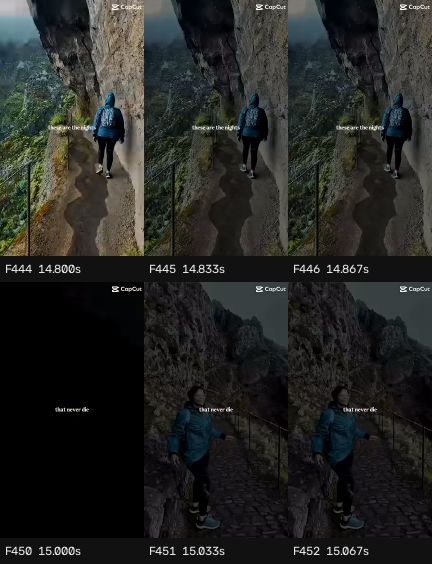 CapCut CapCut CapCut
these are the nights these are the nights these are the nights
F444 14.800s F445 14.833s F446 14.867s
CapCut CapCut CapCut
that never die that never die that never die
F450 15.000s F451 15.033s F452 15.067s